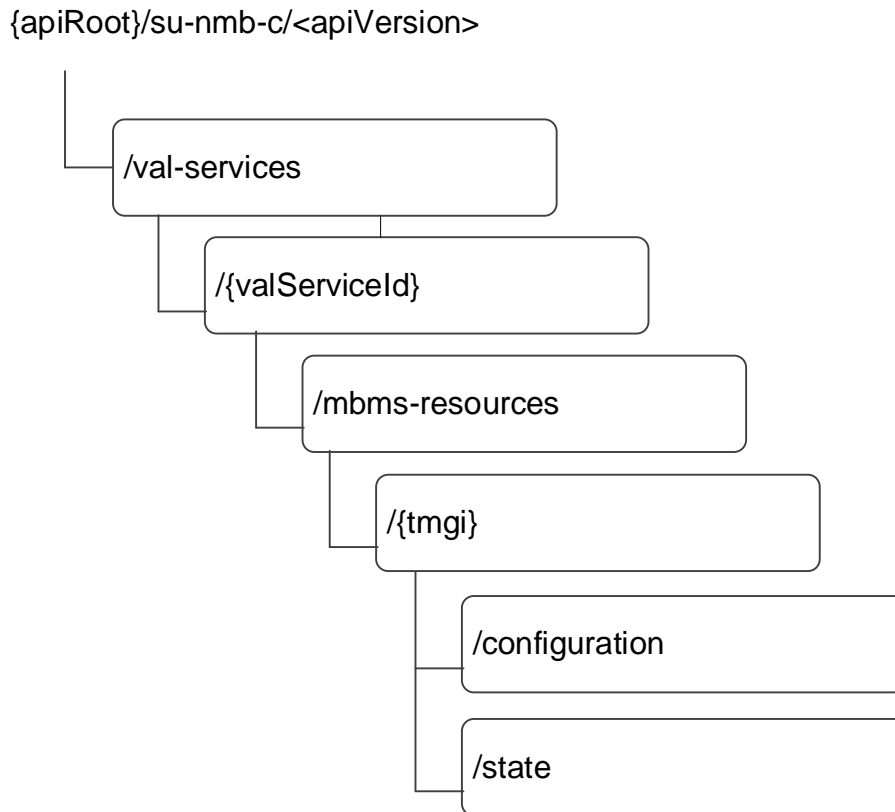 {apiRoot}/su-nmb-c/<apiVersion>
/val-services
/{valServiceId}
/mbms-resources
/{tmgi}
/configuration
/state